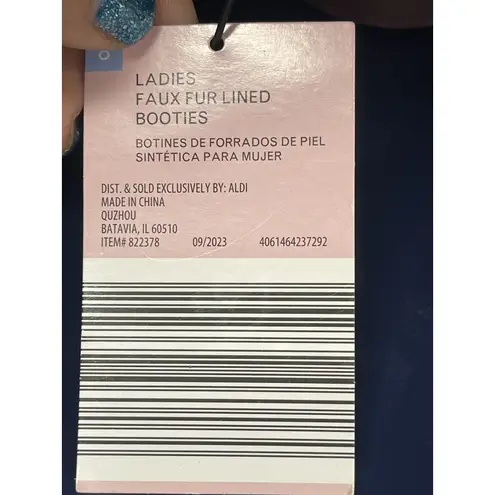 LADIES
FAUX FUR LINED
BOOTIES
BOTINES DE FORRADOS DE PIEL
SINTÉTICA PARA MUJER
DIST. & SOLD EXCLUSIVELY BY: ALDI
MADE IN CHINA
QUZHOU
BATAVIA, IL 60510
ITEM# 822378 09/2023 4061464237292